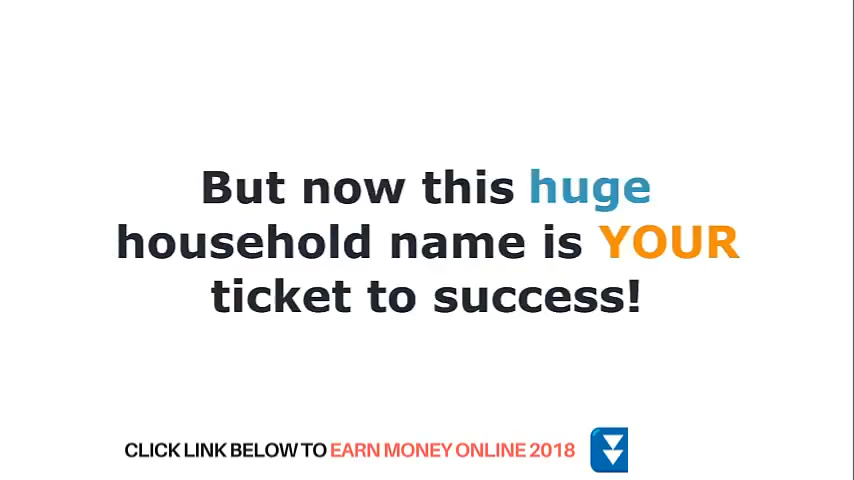 But now this huge
household name is YOUR
ticket to success!
CLICK LINK BELOW TO EARN MONEY ONLINE 2018